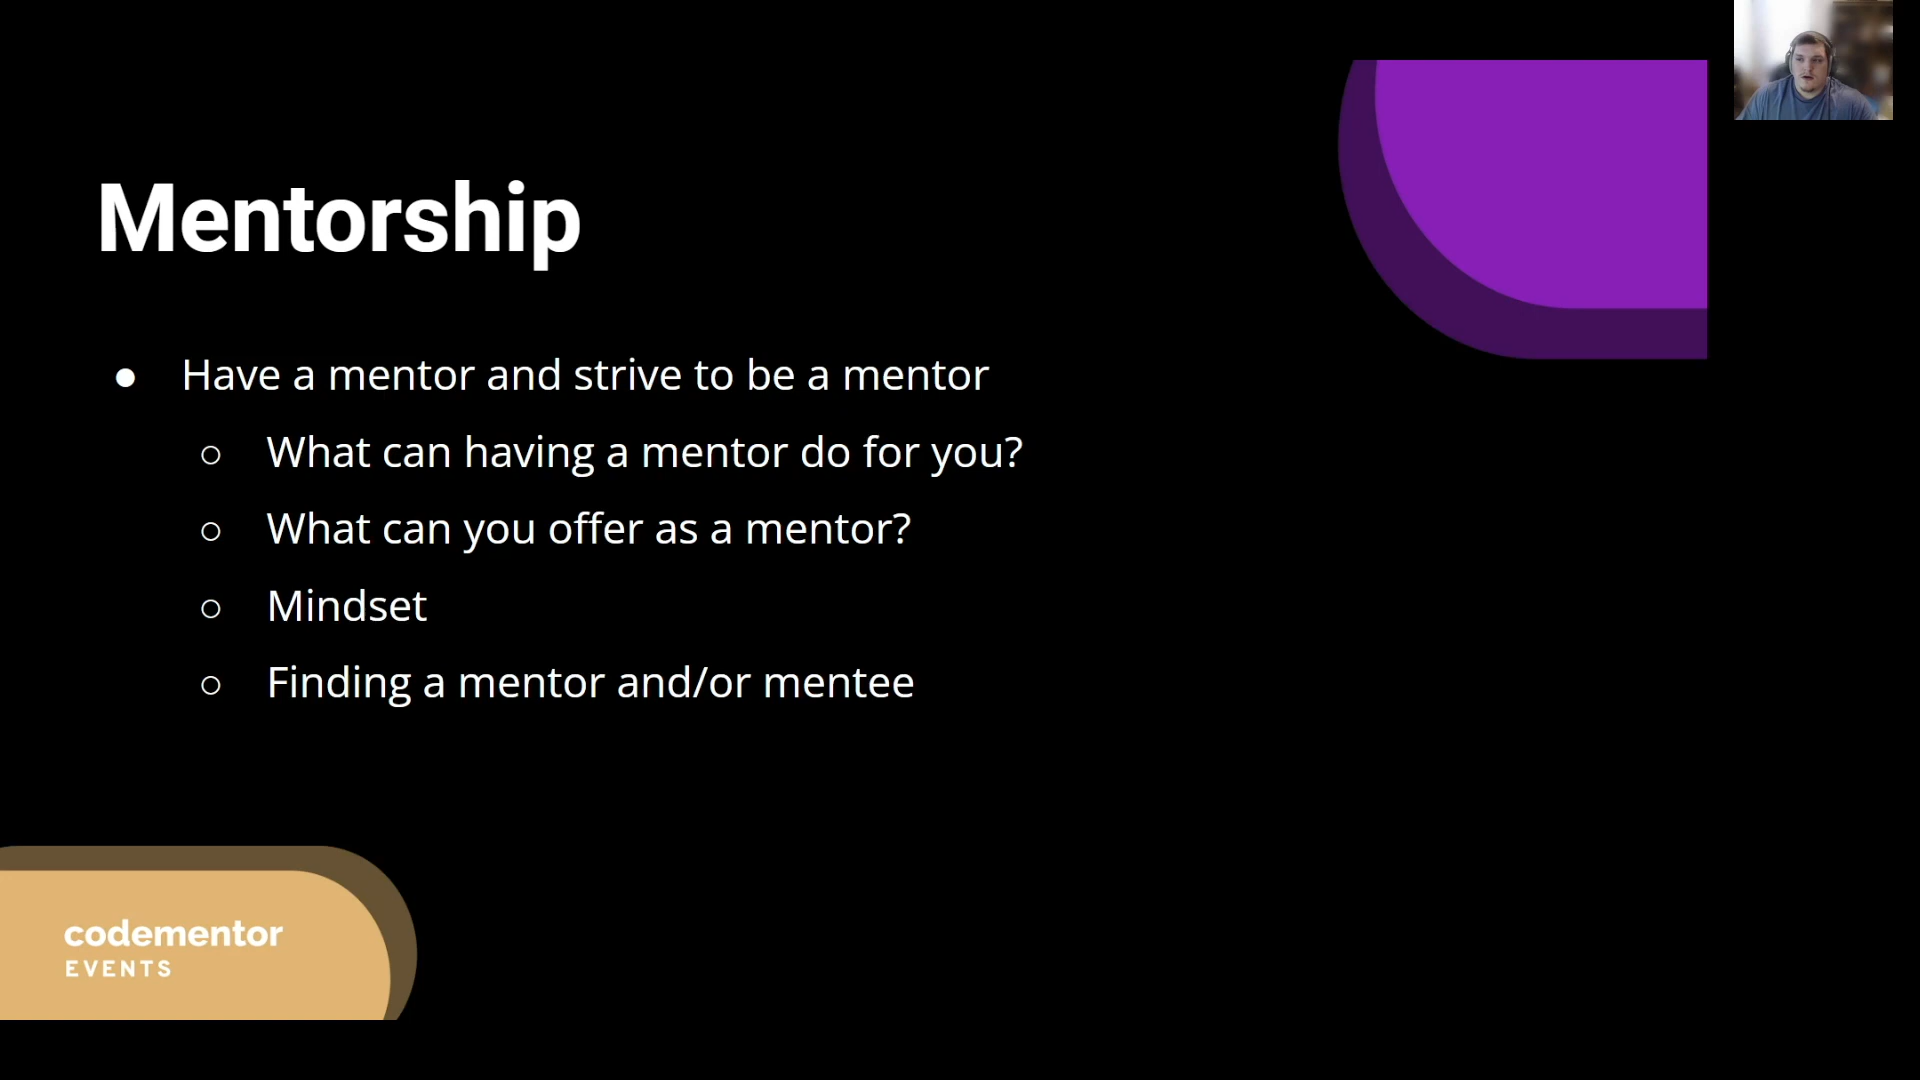 Mentorship
● Have a mentor and strive to be a mentor
○ What can having a mentor do for you?
○ What can you offer as a mentor?
○ Mindset
○ Finding a mentor and/or mentee
codementor
EVENTS